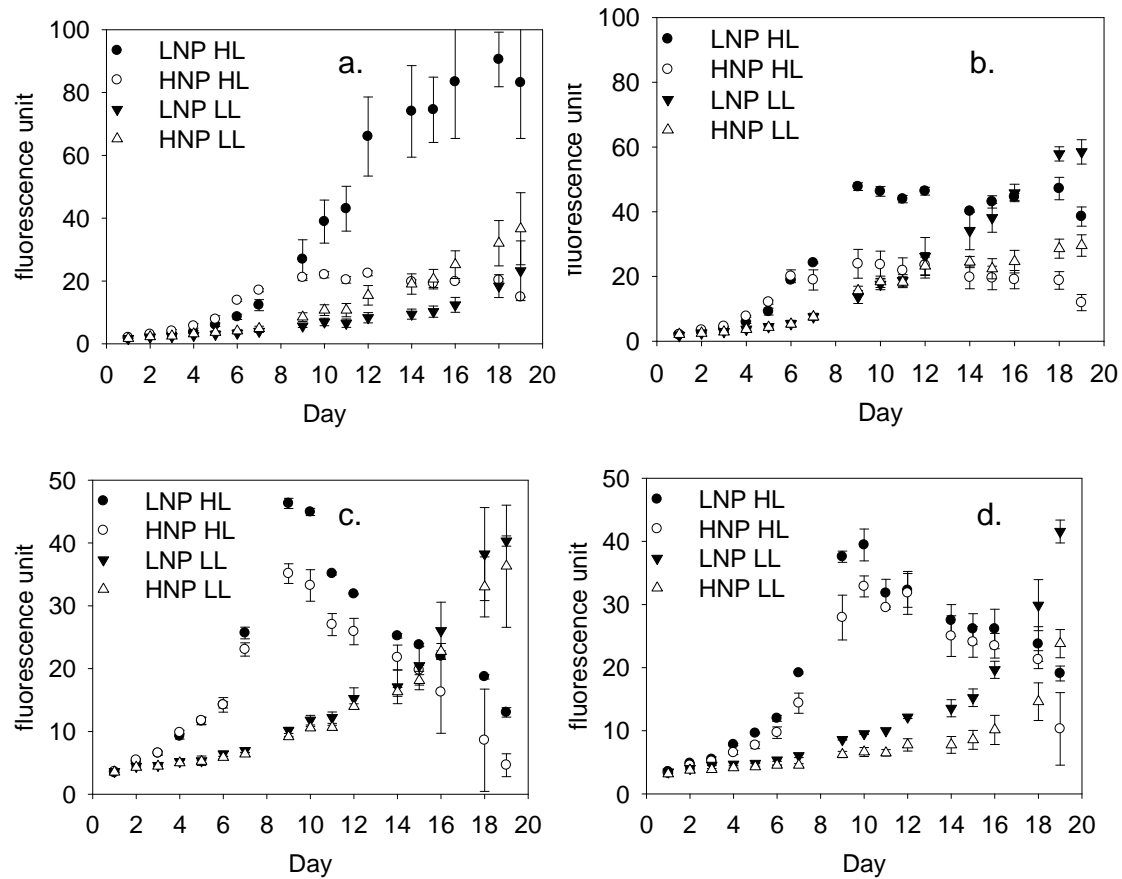 100
80
60
40
20
0
fluorescence unit
LNP HL
HNP HL
LNP LL
HNP LL
a.
0 2 4 6 8 10 12 14 16 18 20
Day
100
80
60
40
20
0
fluorescence unit
LNP HL
HNP HL
LNP LL
HNP LL
b.
0 2 4 6 8 10 12 14 16 18 20
Day
50
40
30
20
10
0
fluorescence unit
LNP HL
HNP HL
LNP LL
HNP LL
c.
0 2 4 6 8 10 12 14 16 18 20
Day
50
40
30
20
10
0
fluorescence unit
LNP HL
HNP HL
LNP LL
HNP LL
d.
0 2 4 6 8 10 12 14 16 18 20
Day